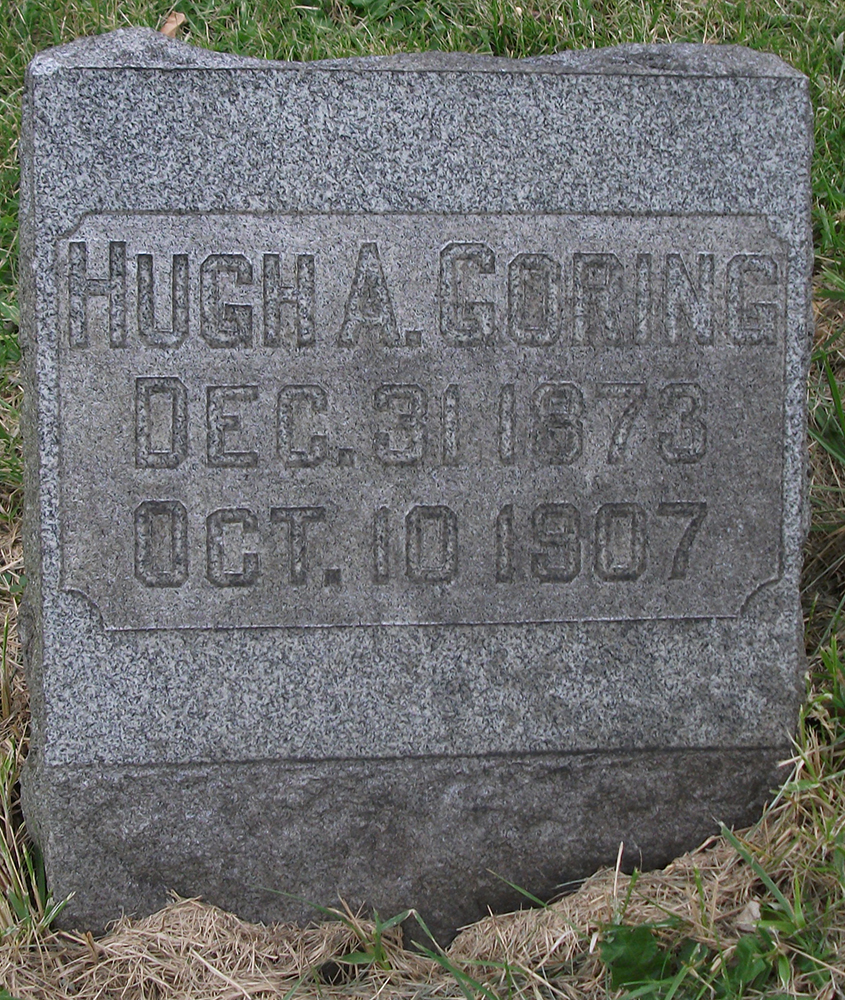 HUGH A. GORING
DEC. 31 1873
OCT. 10 1907